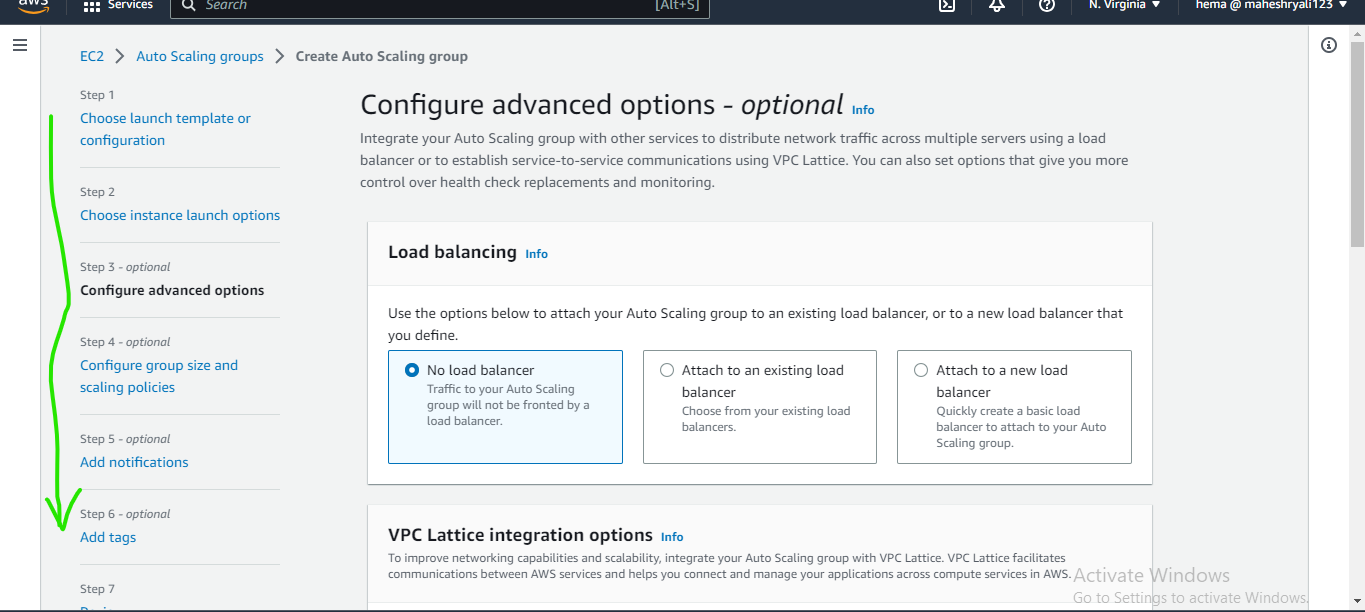 aws
Services
Search
[Alt+S]
N. Virginia
hema @ maheshryali123
EC2
Auto Scaling groups
Create Auto Scaling group
Step 1
Choose launch template or
configuration
Step 2
Choose instance launch options
Step 3 - optional
Configure advanced options
Step 4 - optional
Configure group size and
scaling policies
Step 5 - optional
Add notifications
Step 6 - optional
Add tags
Step 7
Configure advanced options - optional Info
Integrate your Auto Scaling group with other services to distribute network traffic across multiple servers using a load
balancer or to establish service-to-service communications using VPC Lattice. You can also set options that give you more
control over health check replacements and monitoring.
Load balancing Info
Use the options below to attach your Auto Scaling group to an existing load balancer, or to a new load balancer that
you define.
No load balancer
Traffic to your Auto Scaling
group will not be fronted by a
load balancer.
Attach to an existing load
balancer
Choose from your existing load
balancers.
Attach to a new load
balancer
Quickly create a basic load
balancer to attach to your Auto
Scaling group.
VPC Lattice integration options Info
To improve networking capabilities and scalability, integrate your Auto Scaling group with VPC Lattice. VPC Lattice facilitates
communications between AWS services and helps you connect and manage your applications across compute services in AWS.
Activate Windows
Go to Settings to activate Windows.